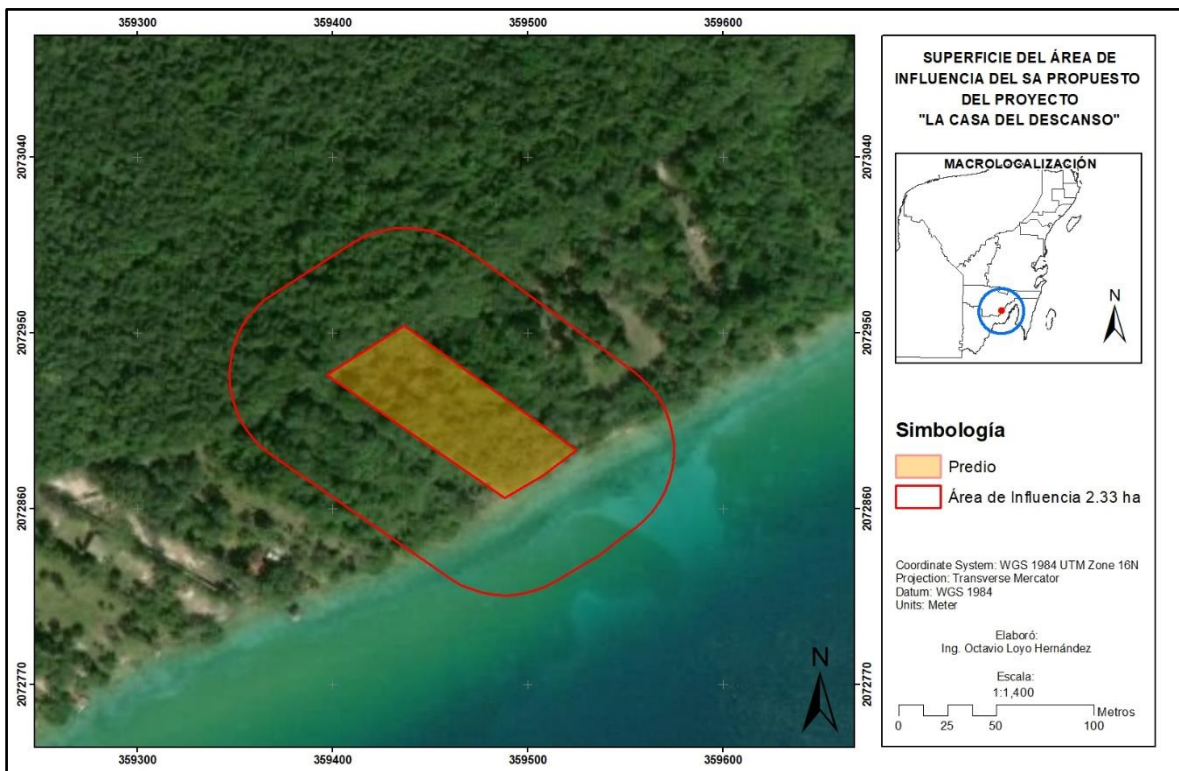 359300 359400 359500 359600
2073040
2072950
2072860
2072770
2073040
2072950
2072860
2072770
N
359300 359400 359500 359600
SUPERFICIE DEL ÁREA DE
INFLUENCIA DEL SA PROPUESTO
DEL PROYECTO
"LA CASA DEL DESCANSO"
MACROLOCALIZACIÓN
N
Simbología
Predio
Área de Influencia 2.33 ha
Coordinate System: WGS 1984 UTM Zone 16N
Projection: Transverse Mercator
Datum: WGS 1984
Units: Meter
Elaboró:
Ing. Octavio Loyo Hernández
Escala:
1:1,400
Metros
0 25 50 100